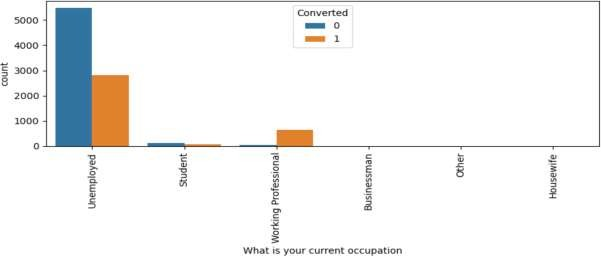 Converted
0
1
5000
4000
3000
2000
1000
0
count
Unemployed
Student
Working Professional
Businessman
Other
Housewife
What is your current occupation